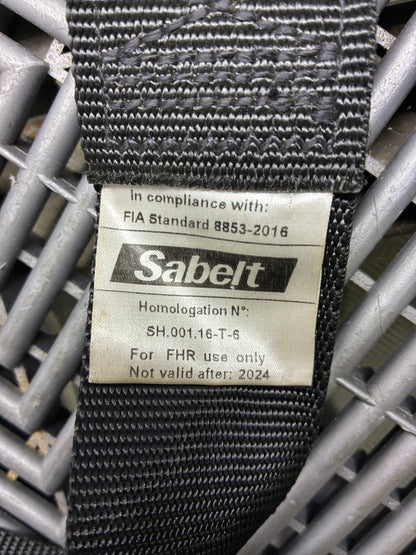 In compliance with:
FIA Standard 8853-2016
Sabelt
Homologation N°:
SH.001.16-T-6
For FHR use only
Not valid after: 2024